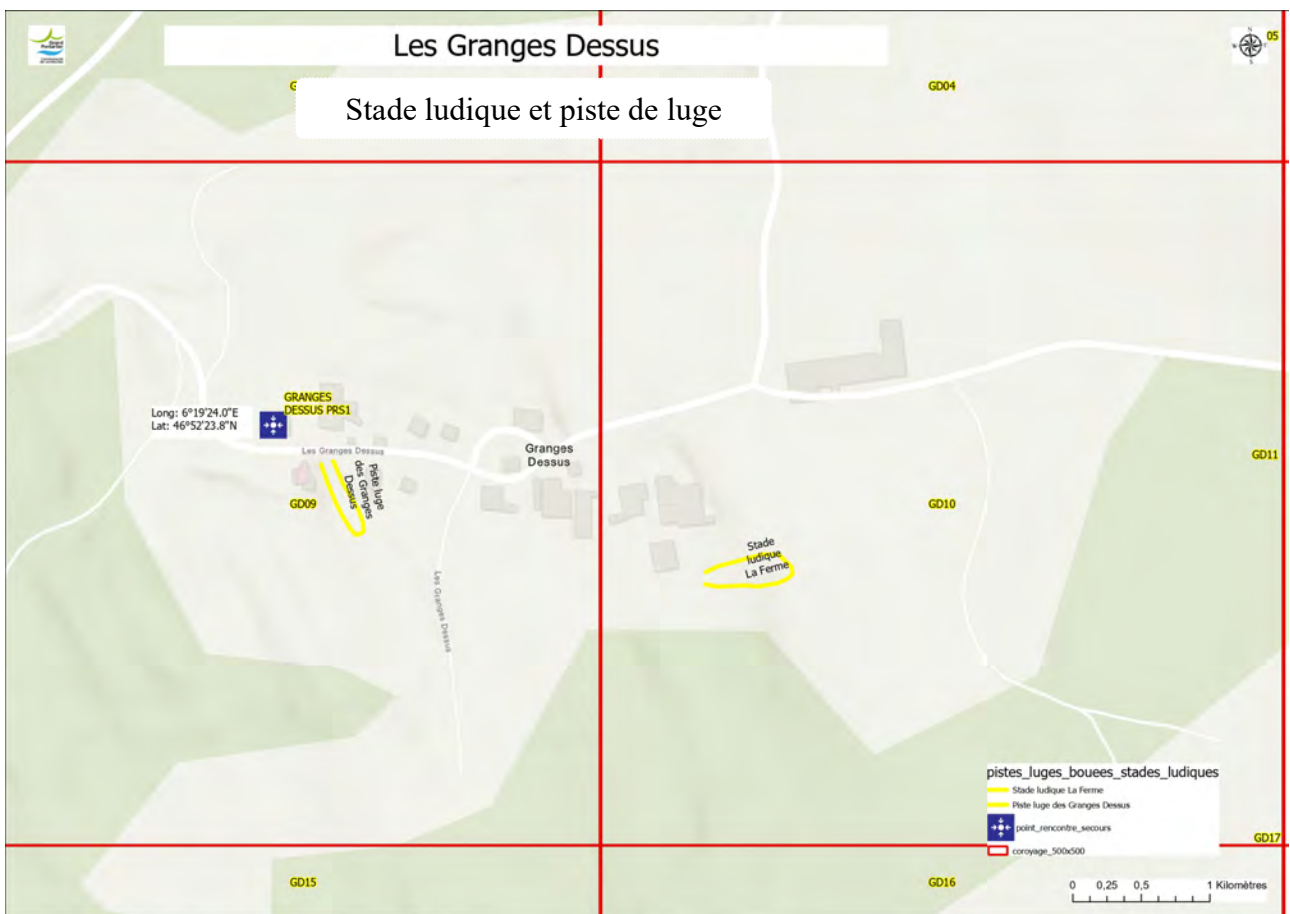 Les Granges Dessus
05
N
Stade ludique et piste de luge
GD04
GRANGES
DESSUS PRS1
Long: 6°19'24.0"E
Lat: 46°52'23.8"N
Les Granges Dessus
Piste luge
des Granges
Dessus
GD09
Granges
Dessus
GD11
GD10
Stade
ludique
La Ferme
Les Granges Dessus
pistes_luges_bouees_stades_ludiques
Stade ludique La Ferme
Piste luge des Granges Dessus
point_rencontre_secours
coroyage_500x500
GD17
GD15
GD16
0 0,25 0,5 1 Kilomètres